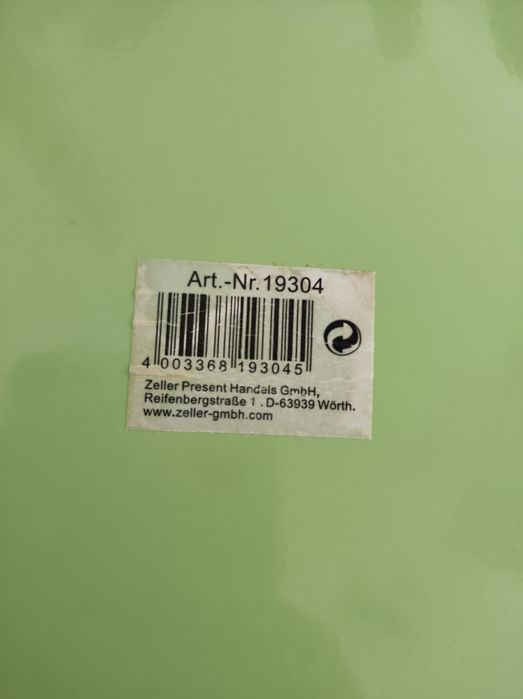 Art.-Nr.19304
4 003368 193045
Zeller Present Handels GmbH,
Reifenbergstraße 1 . D-63939 Wörth.
www.zeller-gmbh.com